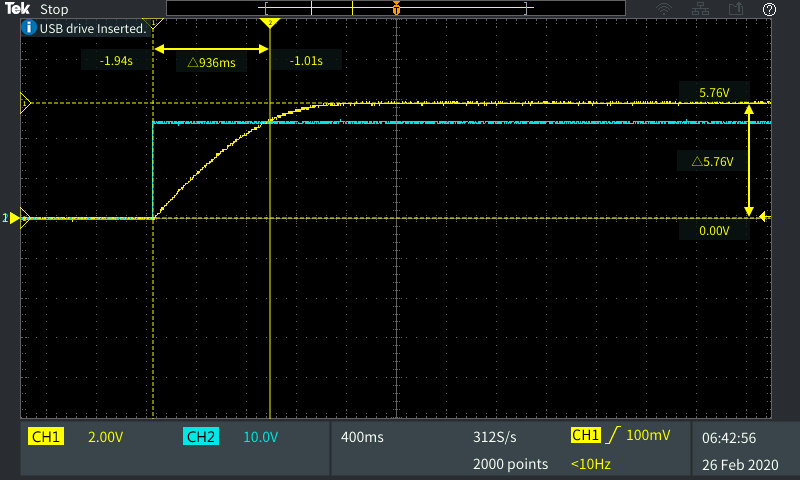 Tek Stop
USB drive Inserted.
-1.94s
△936ms
-1.01s
5.76V
△5.76V
0.00V
CH1 2.00V CH2 10.0V 400ms 312S/s CH1 100mV 06:42:56
2000 points <10Hz 26 Feb 2020